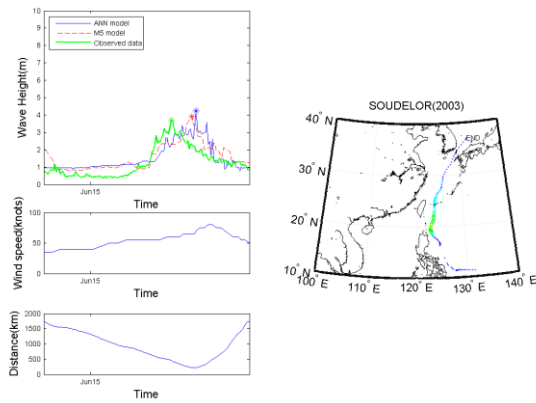 ANN model
M5 model
Observed data
10
9
8
7
6
5
4
3
2
1
0
Wave Height(m)
Jun15
Time
100
50
0
Wind speed(knots)
Jun15
Time
2000
1500
1000
500
0
Distance(km)
Jun15
Time
SOUDELOR(2003)
40° N
30° N
20° N
10° N
END
100° E
110° E
120° E
130° E
140° E